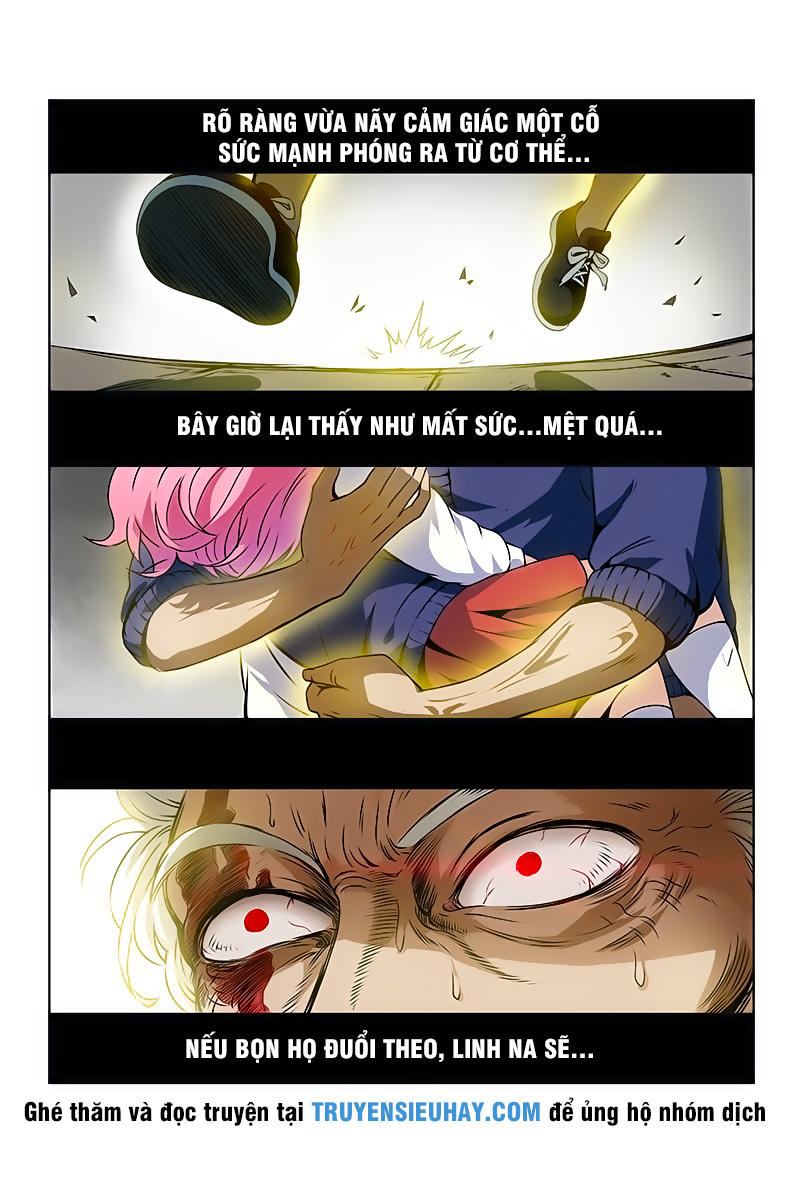 RÕ RÀNG VỪA NÃY CẢM GIÁC MỘT CỖ
SỨC MẠNH PHÓNG RA TỪ CƠ THỂ...
BÂY GIỜ LẠI THẤY NHƯ MẤT SỨC...MỆT QUÁ...
NẾU BỌN HỌ ĐUỔI THEO, LINH NA SẼ...
Ghé thăm và đọc truyện tại TRUYENSIEUHAY.COM để ủng hộ nhóm dịch